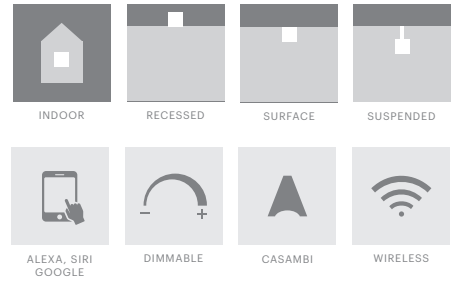 INDOOR
RECESSED
SURFACE
SUSPENDED
ALEXA, SIRI
GOOGLE
DIMMABLE
CASAMBI
WIRELESS